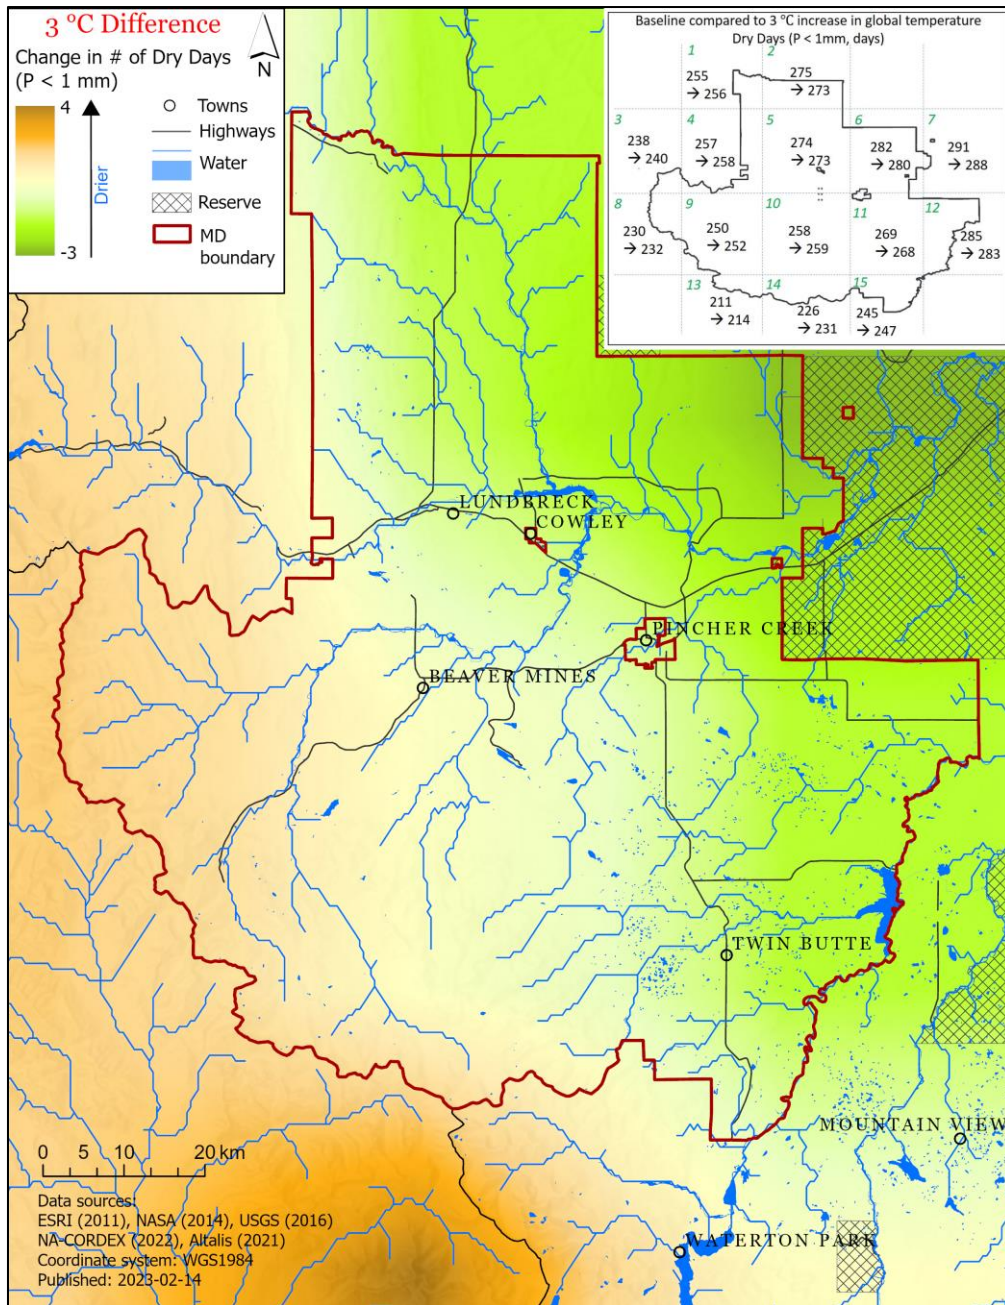 3 °C Difference
Change in # of Dry Days
(P < 1 mm)
4
Drier
-3
N
Towns
Highways
Water
Reserve
MD
boundary
Baseline compared to 3 °C increase in global temperature
Dry Days (P < 1mm, days)
1
2
255
→ 256
275
→ 273
3
4
5
6
7
238
→ 240
257
→ 258
274
→ 273
282
→ 280
291
→ 288
8
9
10
11
12
230
→ 232
250
→ 252
258
→ 259
269
→ 268
285
→ 283
13
14
15
211
→ 214
226
→ 231
245
→ 247
LUNDBRECK
COWLEY
PINCHER CREEK
BEAVER MINES
TWIN BUTTE
MOUNTAIN VIEW
WATERTON PARK
0 5 10 20 km
Data sources:
ESRI (2011), NASA (2014), USGS (2016)
NA-CORDEX (2022), Altalis (2021)
Coordinate system: WGS1984
Published: 2023-02-14